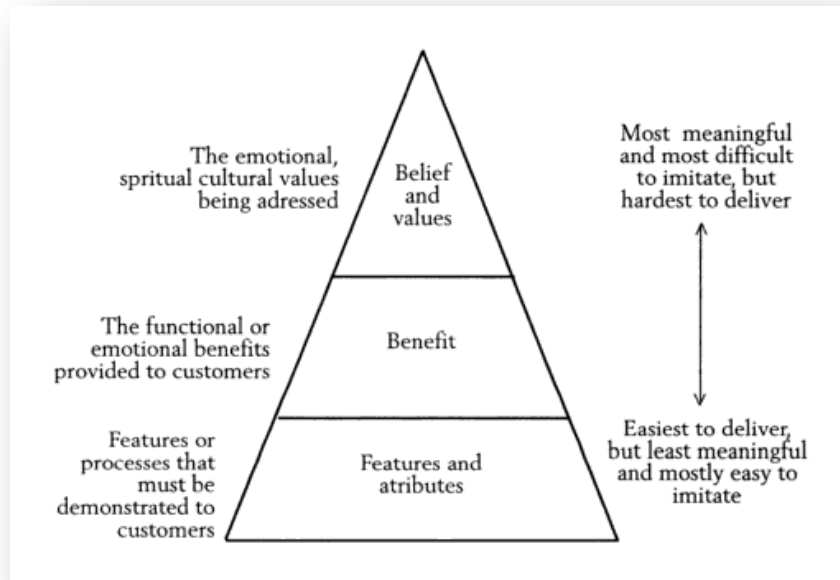 The emotional,
spritual cultural values
being adressed
Belief
and
values
Most meaningful
and most difficult
to imitate, but
hardest to deliver
The functional or
emotional benefits
provided to customers
Benefit
Features or
processes that
must be
demonstrated to
customers
Features and
atributes
Easiest to deliver,
but least meaningful
and mostly easy to
imitate